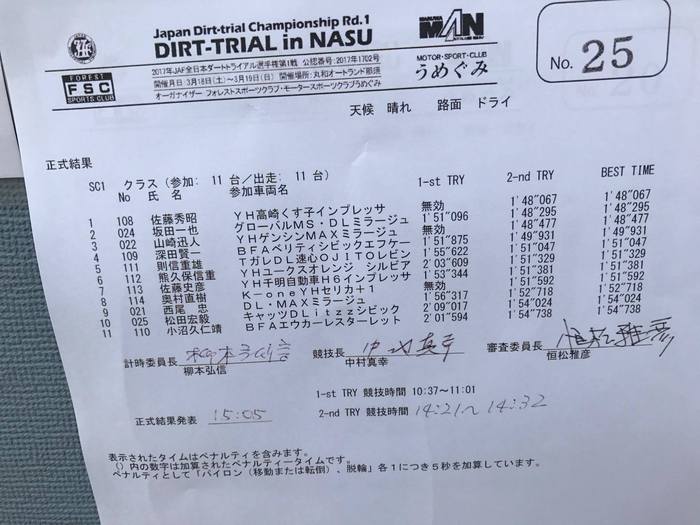 Japan Dirt-trial Championship Rd.1
DIRT-TRIAL in NASU
2017年JAF全日本ダートトライアル選手権第1戦 公認番号:2017年1702号
開催月日 3月18日(土)～3月19日(日) 開催場所:丸和オートランド那須
オーガナイザー フォレストスポーツクラブ・モータースポーツクラブうめぐみ
FOREST
FSC
SPORTS CLUB
MAN
MOTOR・SPORT・CLUB
うめぐみ
No. 25
天候 晴れ 路面 ドライ
正式結果
SC1 クラス(参加: 11台/出走: 11台)
No 氏 名 参加車両名 1-st TRY 2-nd TRY BEST TIME
1 108 佐藤秀昭 YH高崎くす子インプレッサ 無効 1'48"067 1'48"067
2 024 坂田一也 グローバルMS・DLミラージュ 1'51"096 1'48"295 1'48"295
3 022 山崎迅人 YHゲンシンMAXミラージュ 無効 1'48"477 1'48"477
4 109 深田賢一 BFAベリティシビックエフケー 1'51"875 1'49"931 1'49"931
5 111 則信重雄 TガレDL速心OJITOレビン 1'55"622 1'51"047 1'51"047
6 112 熊久保信重 YHユークスオレンジ シルビア 2'03"609 1'51"329 1'51"329
7 113 佐藤史彦 YH千明自動車H6インプレッサ 1'53"344 1'51"381 1'51"381
8 114 奥村直樹 K-oneYHセリカ+1 無効 1'51"592 1'51"592
9 021 西尾 忠 DL・MAXミラージュ 1'56"317 1'52"718 1'52"718
10 025 松田宏毅 キャッツDLitzzシビック 2'09"017 1'54"024 1'54"024
11 110 小沼久仁靖 BFAエウカーレスターレット 2'01"594 1'54"738 1'54"738
計時委員長 競技長 中村真幸 審査委員長 恒松雅彦
柳本弘信 中村真幸 恒松雅彦
1-st TRY 競技時間 10:37～11:01
正式結果発表 15:05 2-nd TRY 競技時間 14:21～14:32
表示されたタイムはペナルティを含みます。
()内の数字は加算されたペナルティータイムです。
ペナルティとして「パイロン(移動または転倒)、脱輪」各1につき5秒を加算しています。